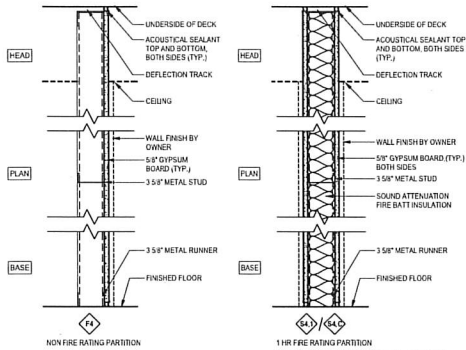 HEAD
UNDERSIDE OF DECK
ACOUSTICAL SEALANT
TOP AND BOTTOM,
BOTH SIDES (TYP.)
DEFLECTION TRACK
CEILING
PLAN
WALL FINISH BY
OWNER
5/8" GYPSUM
BOARD (TYP.)
3 5/8" METAL STUD
BASE
3 5/8" METAL RUNNER
FINISHED FLOOR
F4
NON FIRE RATING PARTITION
HEAD
UNDERSIDE OF DECK
ACOUSTICAL SEALANT
TOP AND BOTTOM, BOTH SIDES
(TYP.)
DEFLECTION TRACK
CEILING
PLAN
WALL FINISH BY OWNER
5/8" GYPSUM BOARD (TYP.)
BOTH SIDES
3 5/8" METAL STUD
SOUND ATTENUATION
FIRE BATT INSULATION
BASE
3 5/8" METAL RUNNER
FINISHED FLOOR
S4.1 / S4.C
1 HR FIRE RATING PARTITION